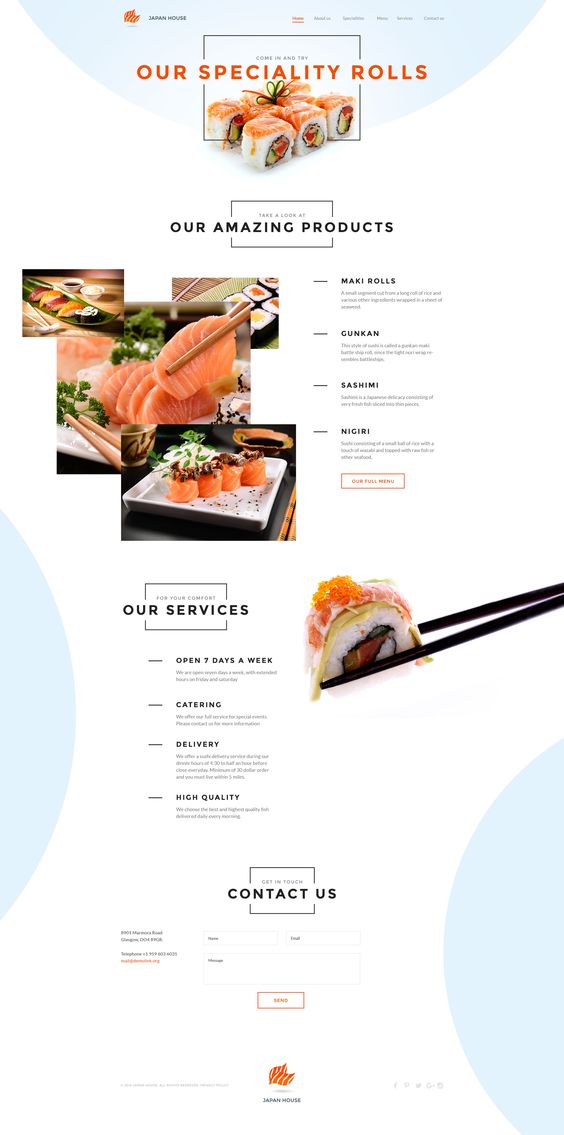 JAPAN HOUSE
Home About us Specialities Menu Services Contact us
COME IN AND TRY
OUR SPECIALITY ROLLS
TAKE A LOOK AT
OUR AMAZING PRODUCTS
MAKI ROLLS
A small segment cut from a long roll of rice and
various other ingredients wrapped in a sheet of
seaweed.
GUNKAN
This style of sushi is called a gunkan-maki
battle ship roll, since the tight nori wrap re-
sembles battleships.
SASHIMI
Sashimi is a Japanese delicacy consisting of
very fresh fish sliced into thin pieces.
NIGIRI
Sushi consisting of a small ball of rice with a
touch of wasabi and topped with raw fish or
other seafood.
OUR FULL MENU
FOR YOUR COMFORT
OUR SERVICES
OPEN 7 DAYS A WEEK
We are open seven days a week, with extended
hours on friday and saturday
CATERING
We offer our full service for special events.
Please contact us for more information
DELIVERY
We offer a sushi delivery service during our
dinner hours of 4:30 to half an hour before
close everyday. Minimum of 30 dollar order
and you must live within 5 miles.
HIGH QUALITY
We choose the best and highest quality fish
delivered daily every morning.
GET IN TOUCH
CONTACT US
8901 Marmora Road
Glasgow, DO4 89GR.
Telephone +1 959 603 6035
mail@demolink.org
Name
Email
Message
SEND
© 2016 JAPAN HOUSE. ALL RIGHTS RESERVED. PRIVACY POLICY
JAPAN HOUSE